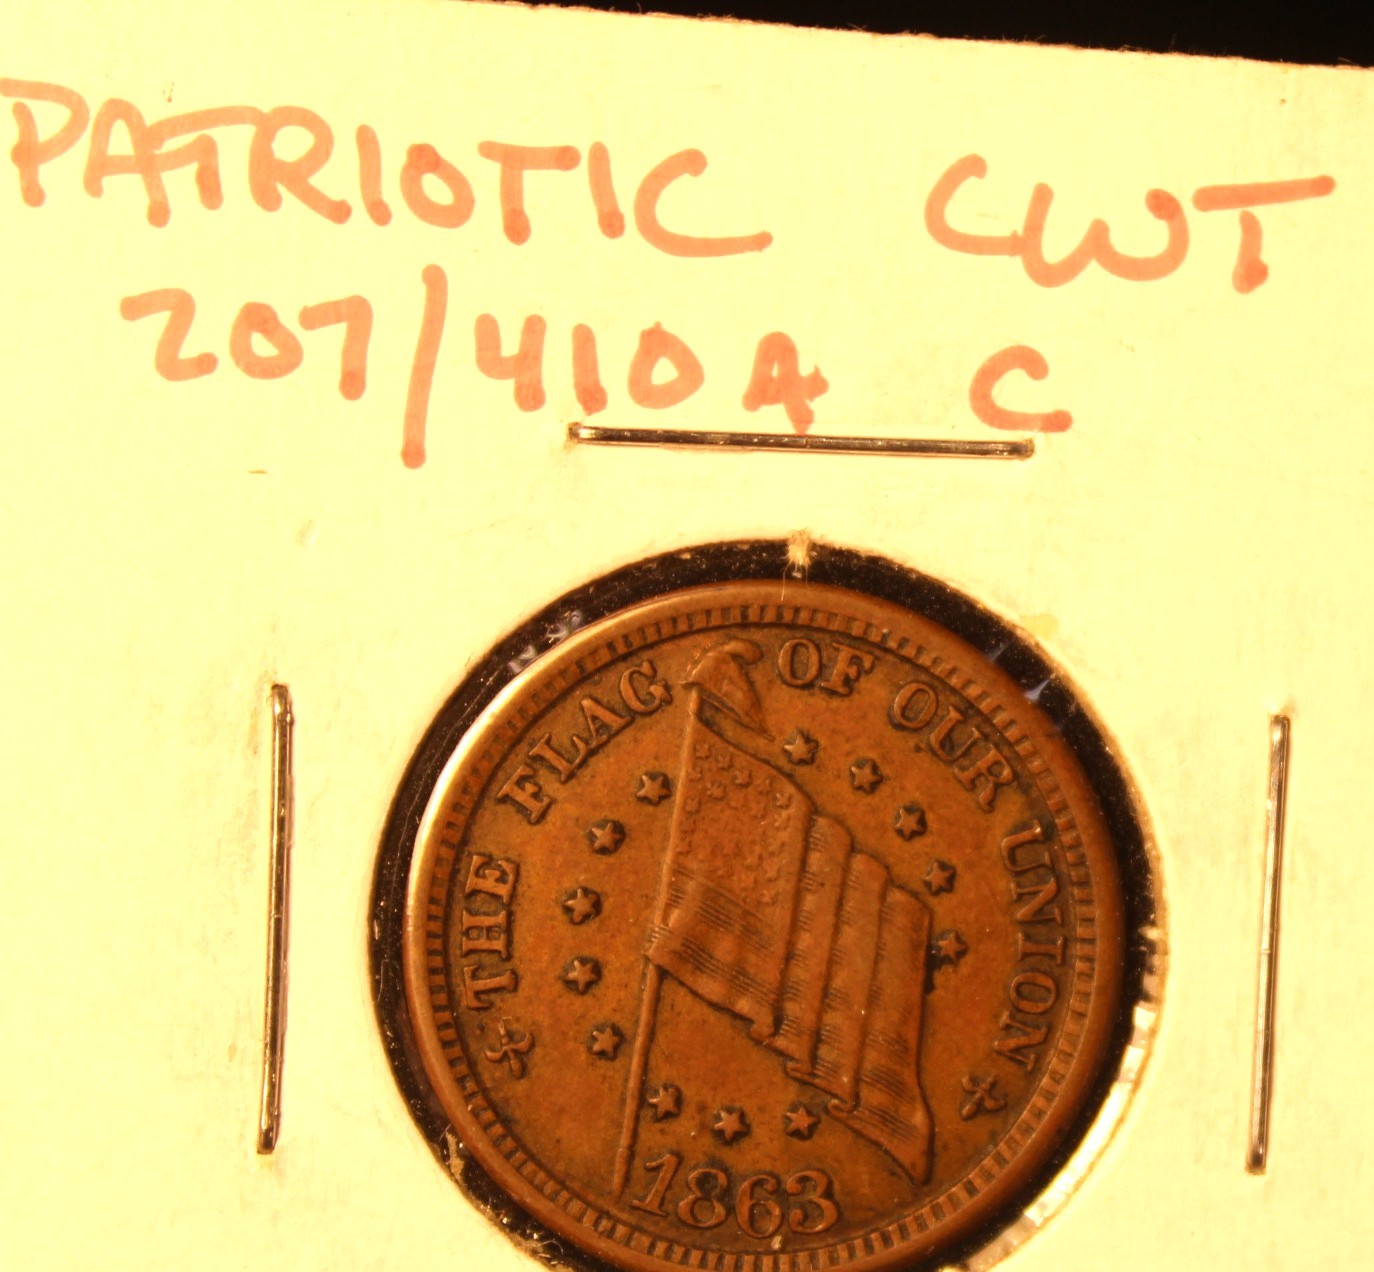 PATRIOTIC CWT
207/410A C
THE FLAG OF OUR UNION
1863